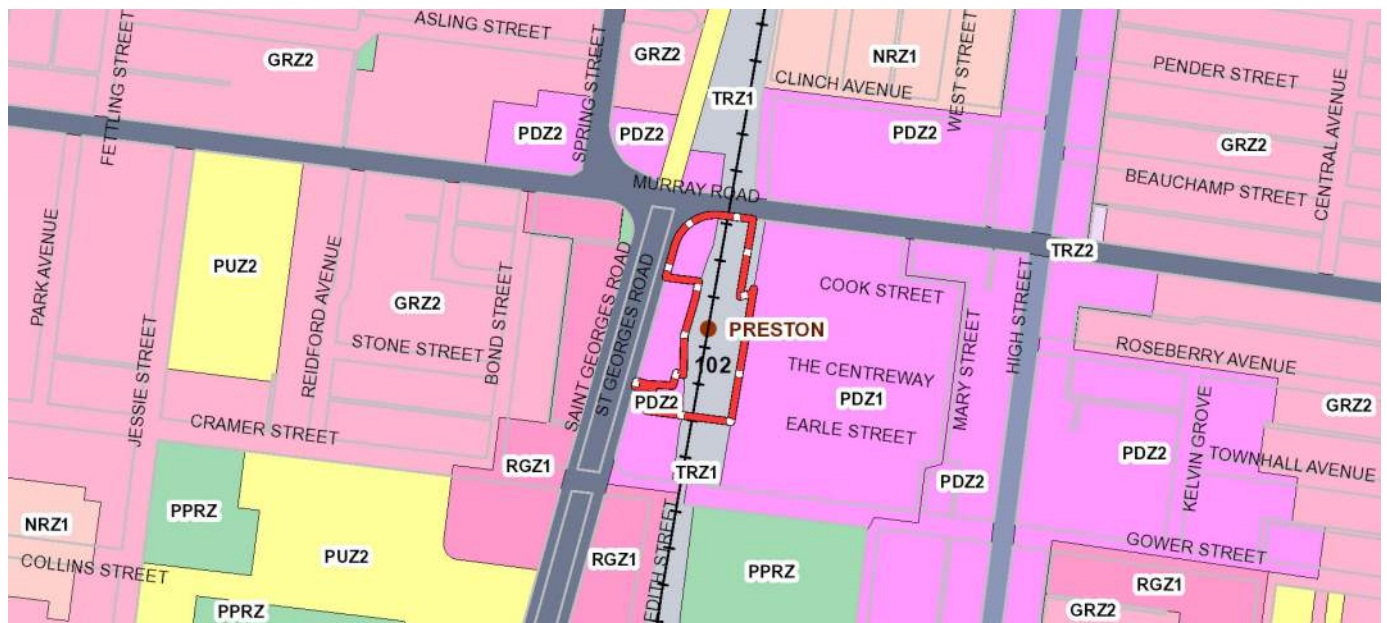 ASLING STREET
GRZ2
FETTLING STREET
SPRING STREET
GRZ2
TRZ1
NRZ1
CLINCH AVENUE
WEST STREET
PENDER STREET
CENTRAL AVENUE
PDZ2
PDZ2
PDZ2
GRZ2
BEAUCHAMP STREET
MURRAY ROAD
TRZ2
PARK AVENUE
PUZ2
REIDFORD AVENUE
GRZ2
BOND STREET
SAINT GEORGES ROAD
ST GEORGES ROAD
COOK STREET
HIGH STREET
PRESTON
STONE STREET
102
THE CENTREWAY
MARY STREET
ROSEBERRY AVENUE
PDZ2
PDZ1
GRZ2
JESSIE STREET
CRAMER STREET
EARLE STREET
PDZ2
KELVIN GROVE
TOWNHALL AVENUE
RGZ1
TRZ1
PDZ2
PPRZ
NRZ1
COLLINS STREET
PUZ2
RGZ1
EDITH STREET
PPRZ
GOWER STREET
RGZ1
PPRZ
GRZ2